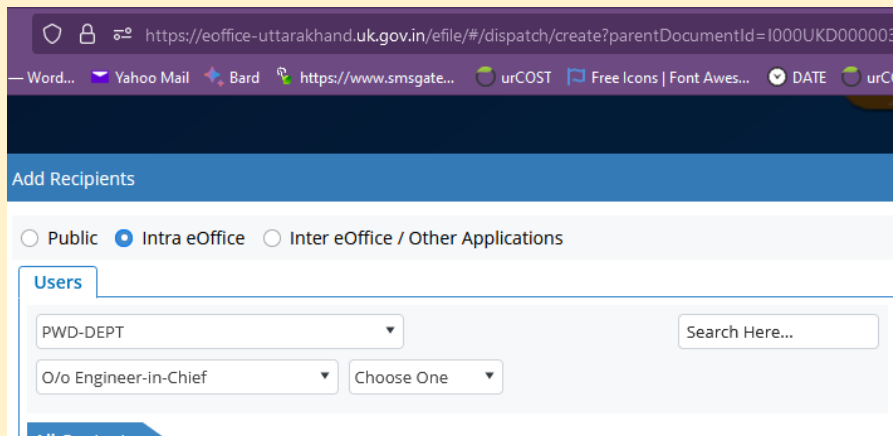 https://eoffice-uttarakhand.uk.gov.in/efile/#/dispatch/create?parentDocumentId=I000UKD000003
— Word... Yahoo Mail Bard https://www.smsgate... urCOST Free Icons | Font Awes... DATE urC
Add Recipients
Public Intra eOffice Inter eOffice / Other Applications
Users
PWD-DEPT Search Here...
O/o Engineer-in-Chief Choose One